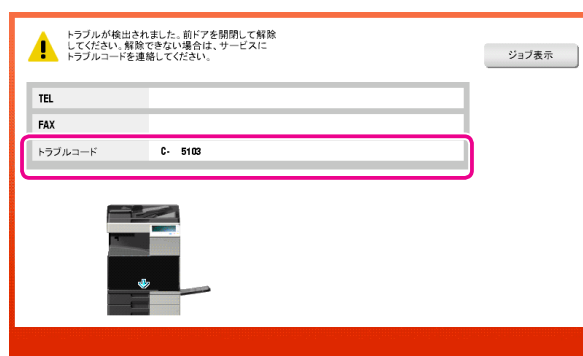 トラブルが検出されました。前ドアを開閉して解除
してください。解除できない場合は、サービスに
トラブルコードを連絡してください。
ジョブ表示
TEL
FAX
トラブルコード C- 5103